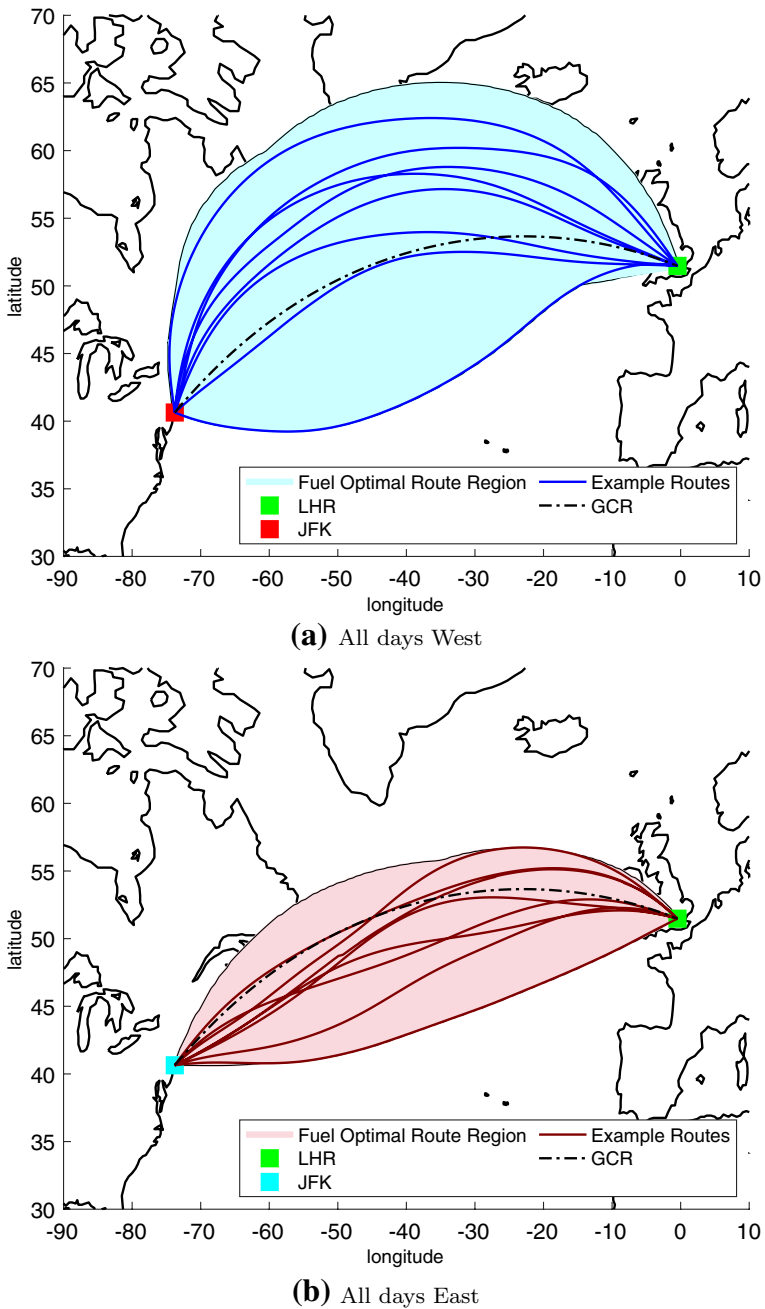 70
65
60
55
50
45
40
35
30
latitude
Fuel Optimal Route Region Example Routes
LHR GCR
JFK
-90 -80 -70 -60 -50 -40 -30 -20 -10 0 10
longitude
(a) All days West
70
65
60
55
50
45
40
35
30
latitude
Fuel Optimal Route Region Example Routes
LHR GCR
JFK
-90 -80 -70 -60 -50 -40 -30 -20 -10 0 10
longitude
(b) All days East